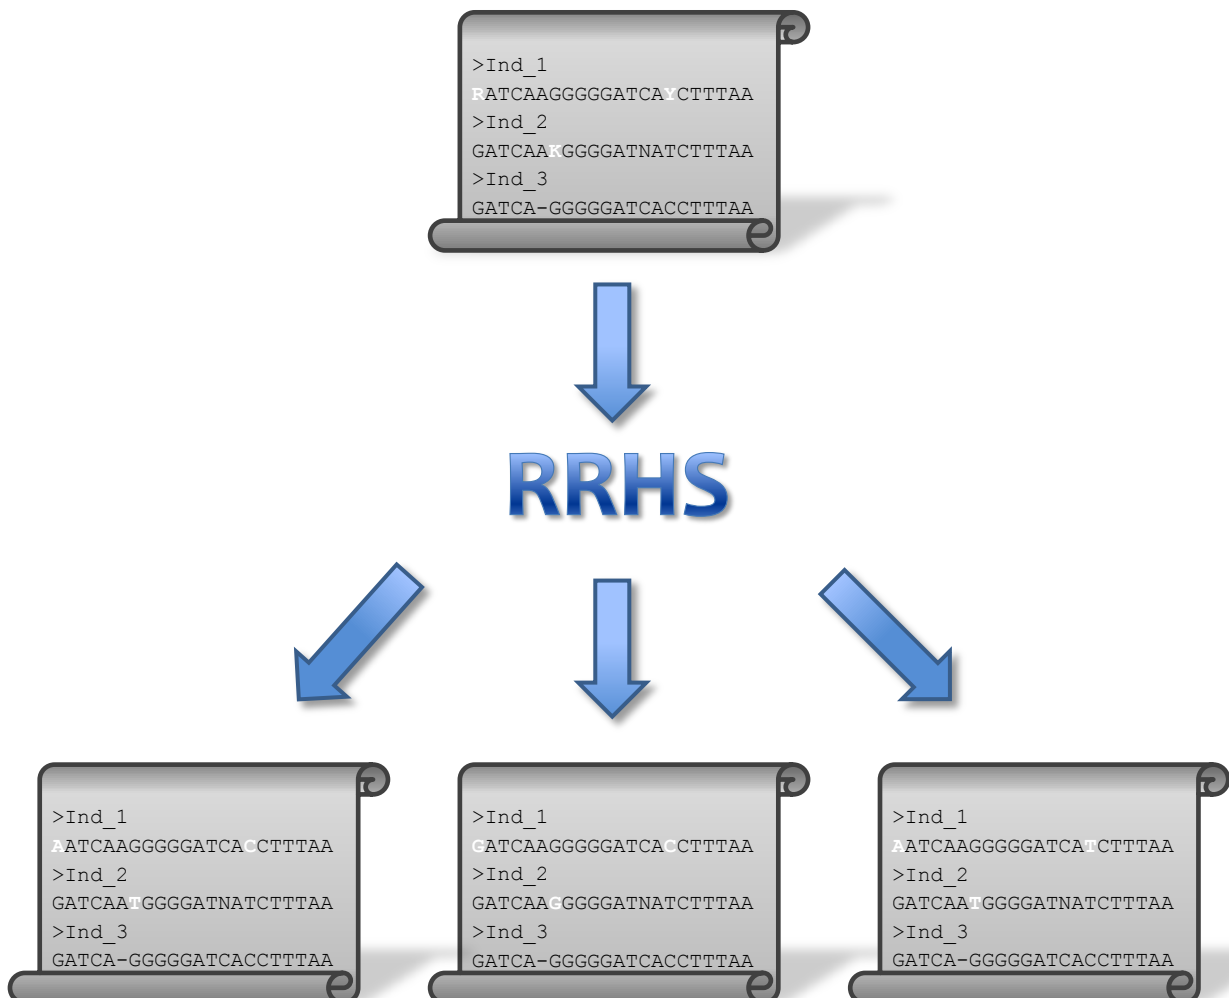 >Ind_1
RATCAAGGGGGATCAYCTTTAA
>Ind_2
GATCAAKGGGGATNATCTTTAA
>Ind_3
GATCA-GGGGGATCACCTTTAA
RRHS
>Ind_1
AATCAAGGGGGATCACCTTTAA
>Ind_2
GATCAATGGGGATNATCTTTAA
>Ind_3
GATCA-GGGGGATCACCTTTAA
>Ind_1
GATCAAGGGGGATCACCTTTAA
>Ind_2
GATCAAGGGGGATNATCTTTAA
>Ind_3
GATCA-GGGGGATCACCTTTAA
>Ind_1
AATCAAGGGGGATCATCTTTAA
>Ind_2
GATCAATGGGGATNATCTTTAA
>Ind_3
GATCA-GGGGGATCACCTTTAA